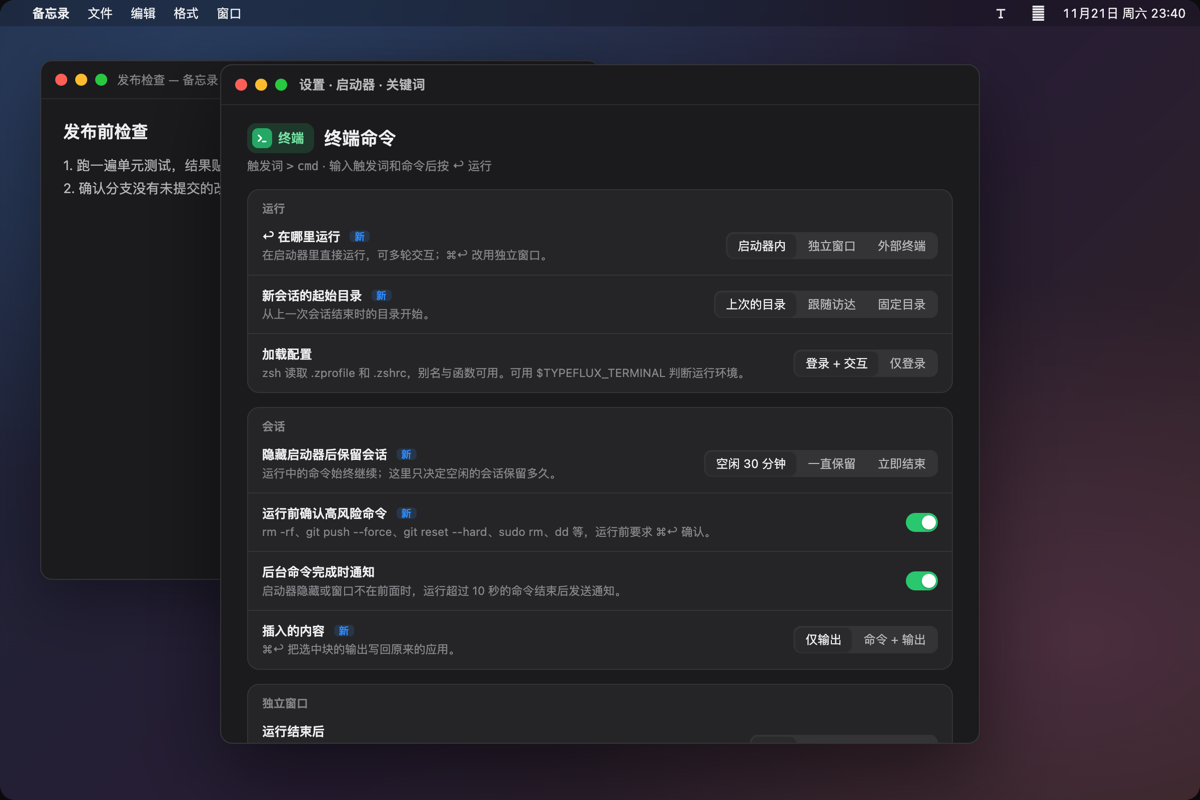 备忘录 文件 编辑 格式 窗口 T 11月21日 周六 23:40
发布检查 — 备忘录
发布前检查
1. 跑一遍单元测试，结果贴
2. 确认分支没有未提交的改
设置 · 启动器 · 关键词
终端 终端命令
触发词 > cmd · 输入触发词和命令后按 ↩ 运行
运行
↩ 在哪里运行 新
在启动器里直接运行，可多轮交互；⌘↩ 改用独立窗口。
启动器内 独立窗口 外部终端
新会话的起始目录 新
从上一次会话结束时的目录开始。
上次的目录 跟随访达 固定目录
加载配置
zsh 读取 .zprofile 和 .zshrc，别名与函数可用。可用 $TYPEFLUX_TERMINAL 判断运行环境。
登录 + 交互 仅登录
会话
隐藏启动器后保留会话 新
运行中的命令始终继续；这里只决定空闲的会话保留多久。
空闲 30 分钟 一直保留 立即结束
运行前确认高风险命令 新
rm -rf、git push --force、git reset --hard、sudo rm、dd 等，运行前要求 ⌘↩ 确认。
后台命令完成时通知
启动器隐藏或窗口不在前面时，运行超过 10 秒的命令结束后发送通知。
插入的内容 新
⌘↩ 把选中块的输出写回原来的应用。
仅输出 命令 + 输出
独立窗口
运行结束后